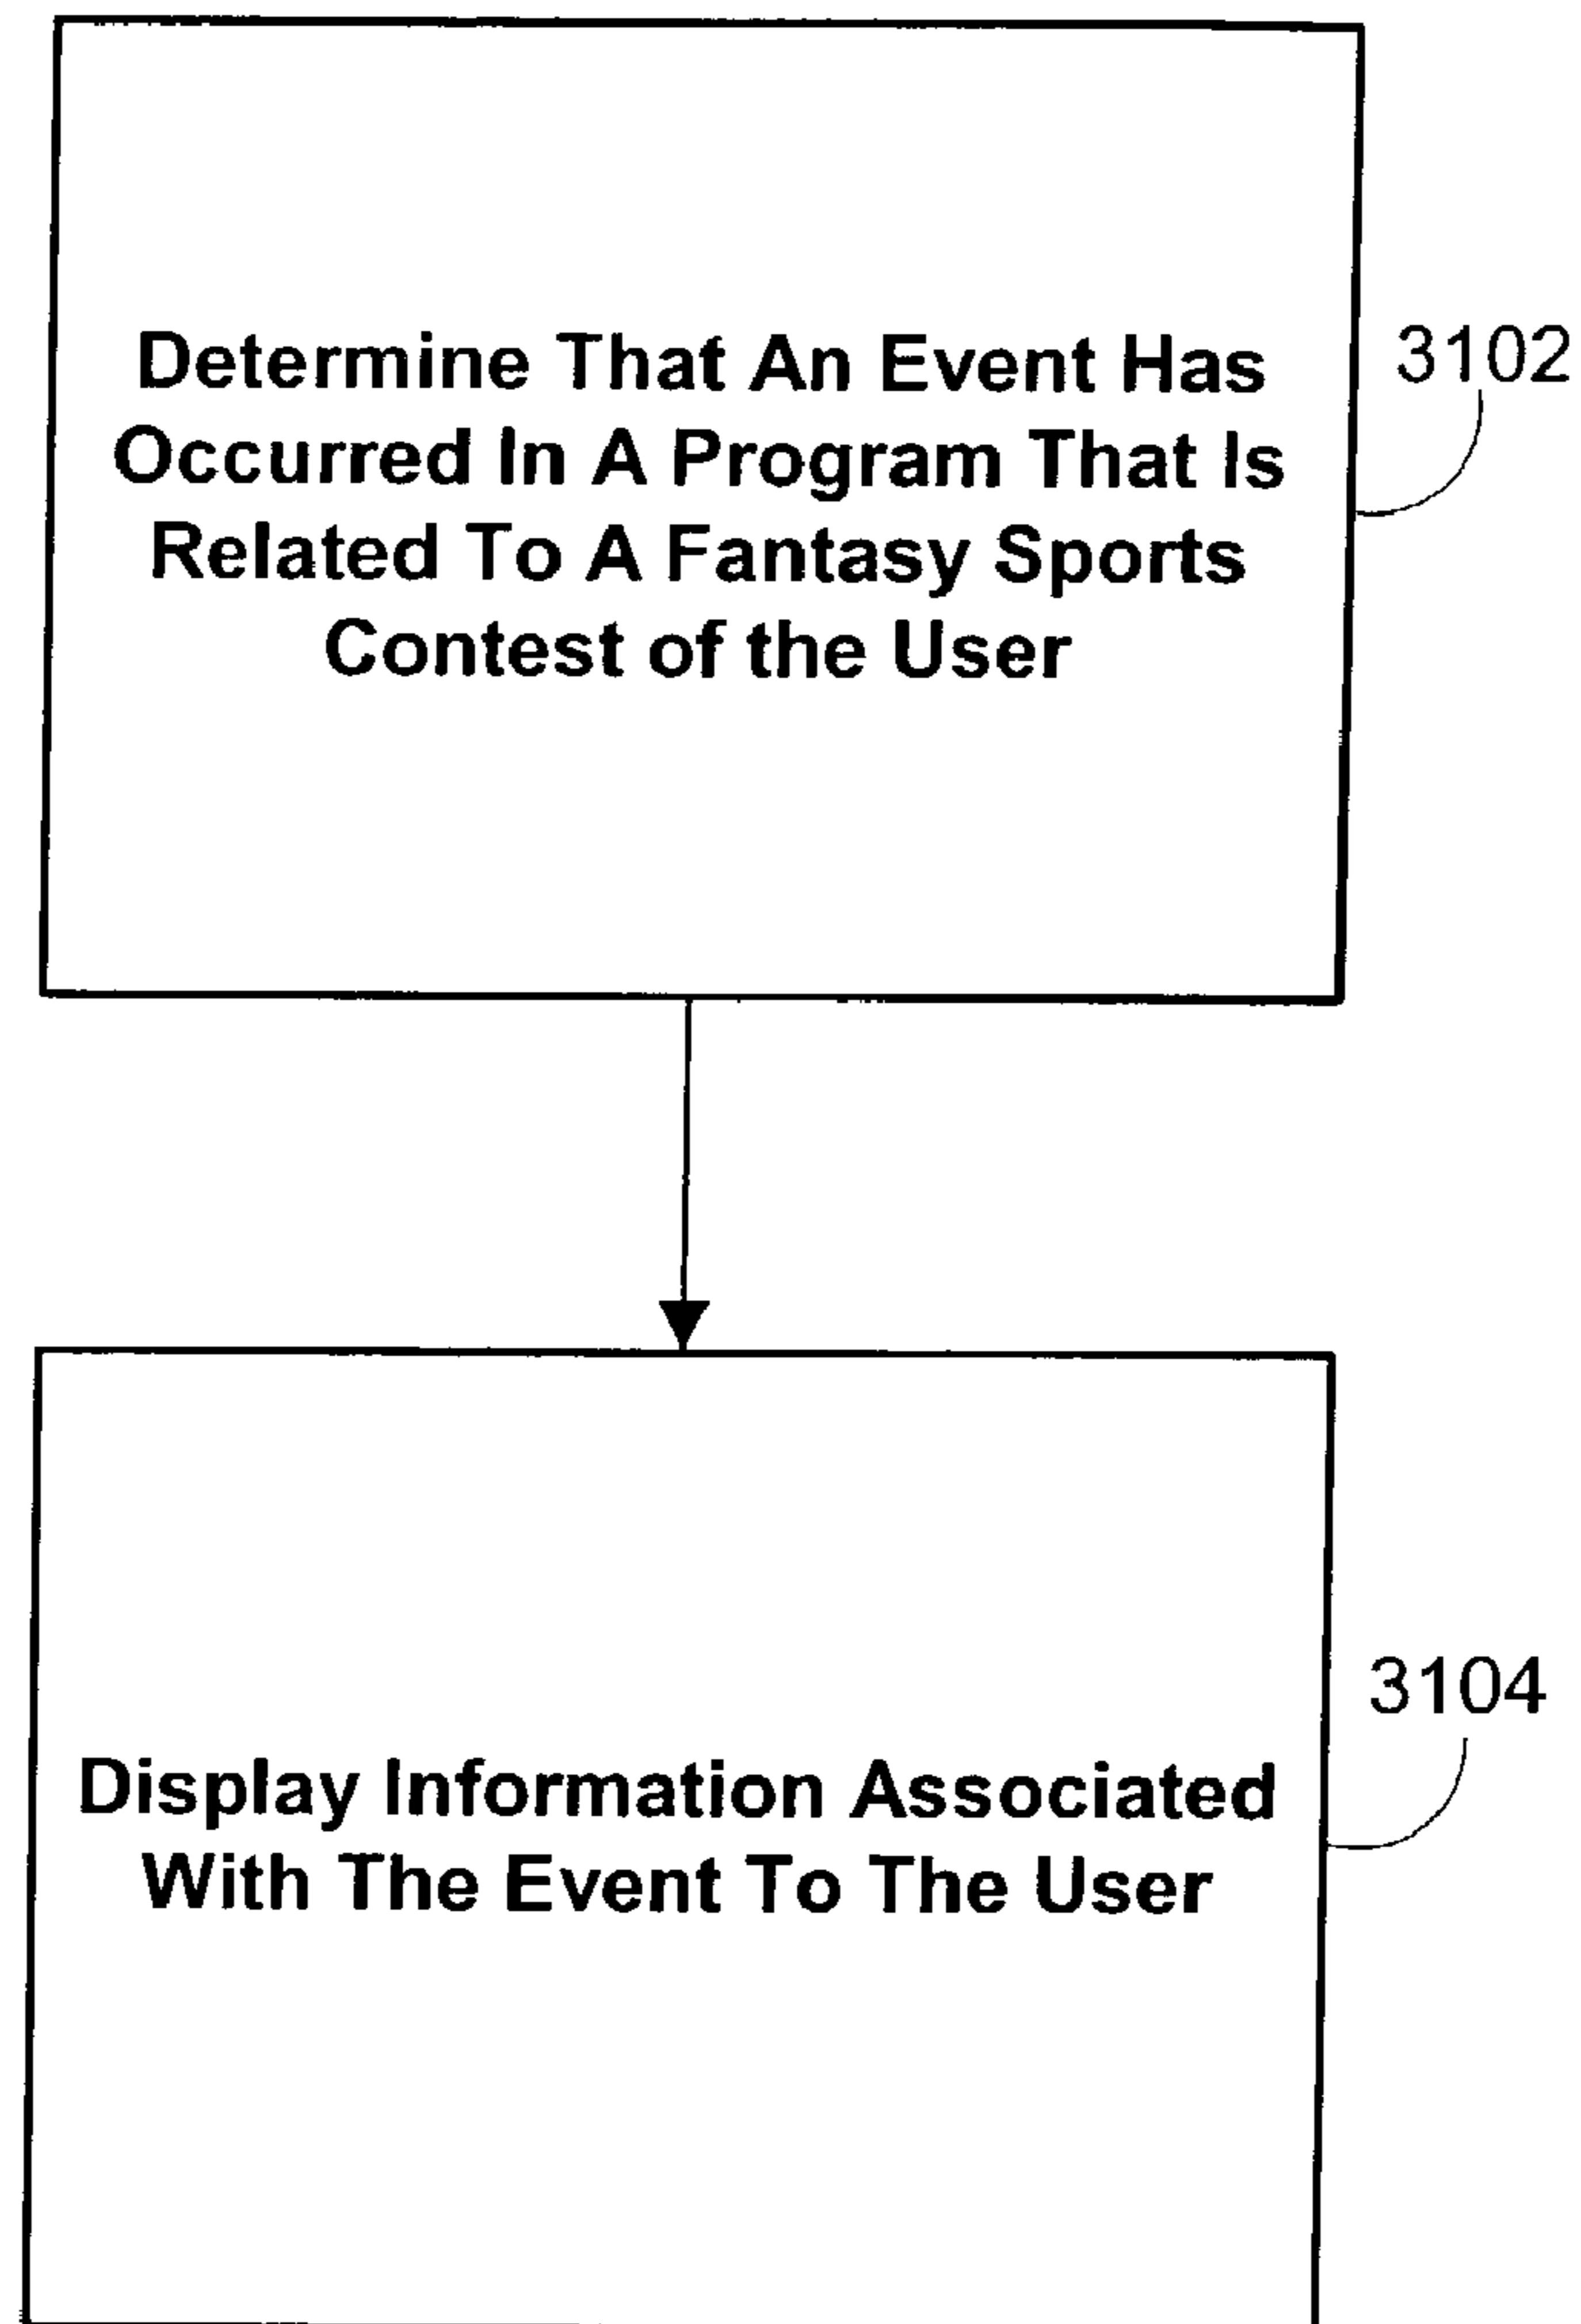 Determine That An Event Has
Occurred In A Program That Is
Related To A Fantasy Sports
Contest of the User
3102
3104
Display Information Associated
With The Event To The User